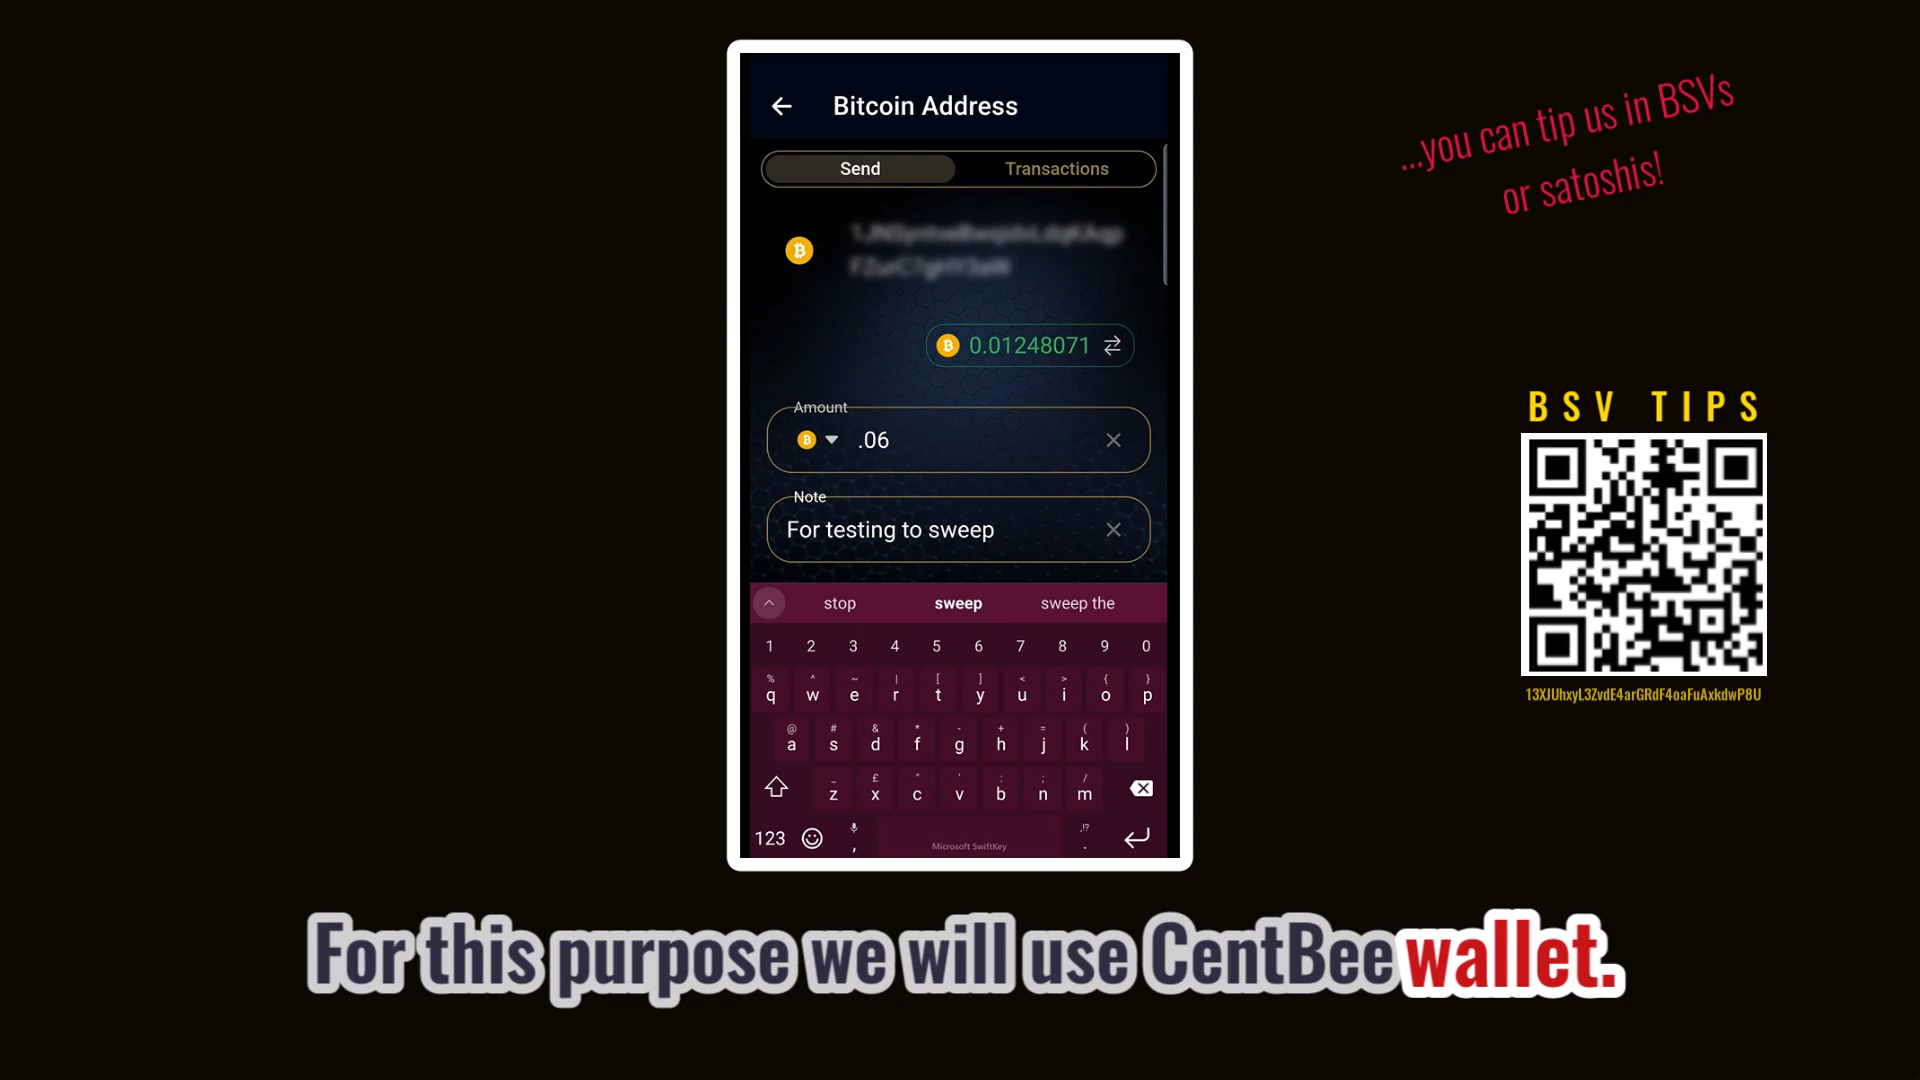 Bitcoin Address
Send
Transactions
0.01248071
Amount
.06
Note
For testing to sweep
stop
sweep
sweep the
1 2 3 4 5 6 7 8 9 0
% ^ ~ | [ ] < > { }
q w e r t y u i o p
@ # & * - + = ( )
a s d f g h j k l
_ £ " ' : ; /
z x c v b n m
123
,
Microsoft SwiftKey
,!?
.
...you can tip us in BSVs
or satoshis!
BSV TIPS
13XJUhxyL3ZvdE4arGRdF4oaFuAxkdwP8U
For this purpose we will use CentBee wallet.